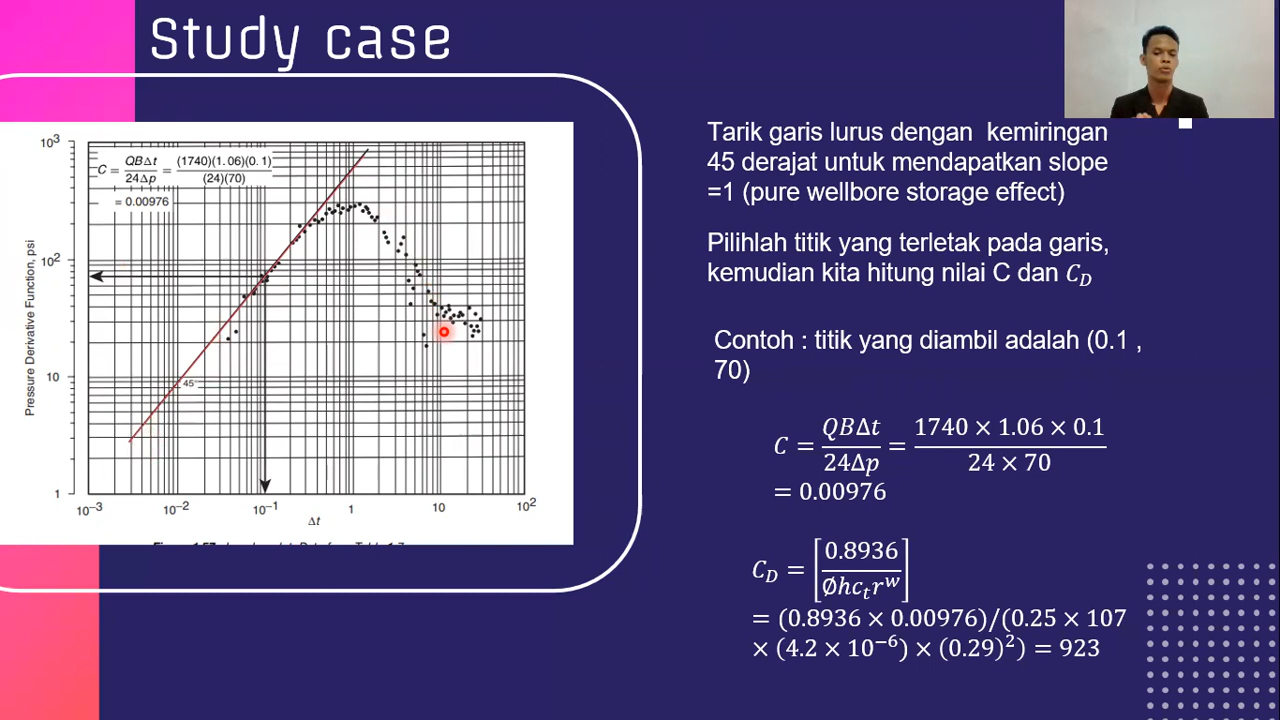 Study case
10³
C = QBΔt / 24Δp = (1740)(1.06)(0.1) / (24)(70)
= 0.00976
10²
10
1
Pressure Derivative Function, psi
45°
10⁻³ 10⁻² 10⁻¹ 1 10 10²
Δt
Tarik garis lurus dengan kemiringan
45 derajat untuk mendapatkan slope
=1 (pure wellbore storage effect)
Pilihlah titik yang terletak pada garis,
kemudian kita hitung nilai C dan C_D
Contoh : titik yang diambil adalah (0.1 ,
70)
C = QBΔt / 24Δp = 1740 × 1.06 × 0.1 / 24 × 70
= 0.00976
C_D = [0.8936 / Øhc_t r^w]
= (0.8936 × 0.00976)/(0.25 × 107
× (4.2 × 10⁻⁶) × (0.29)²) = 923